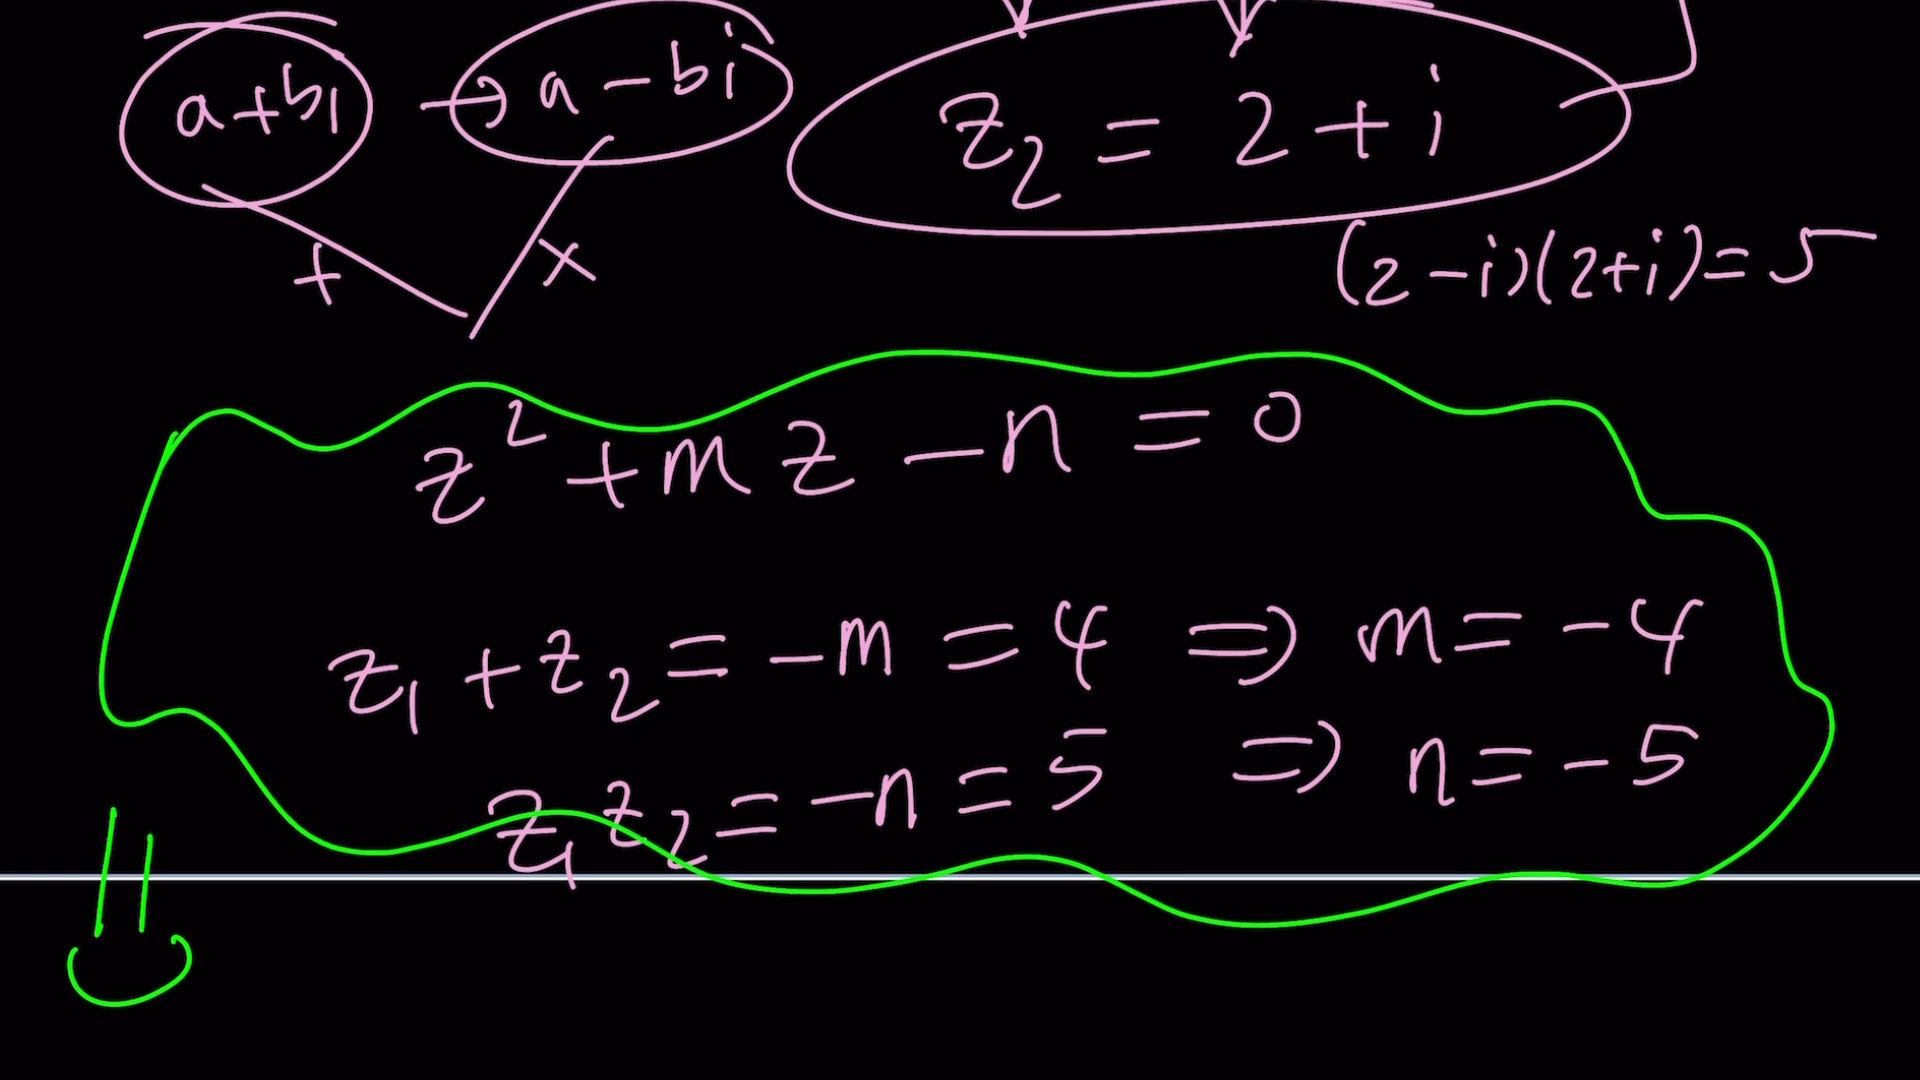 a+bi → a-bi
z₂ = 2+i
+ x
(2-i)(2+i)=5
z² + mz - n = 0
z₁ + z₂ = -m = 4 ⇒ m = -4
z₁z₂ = -n = 5 ⇒ n = -5